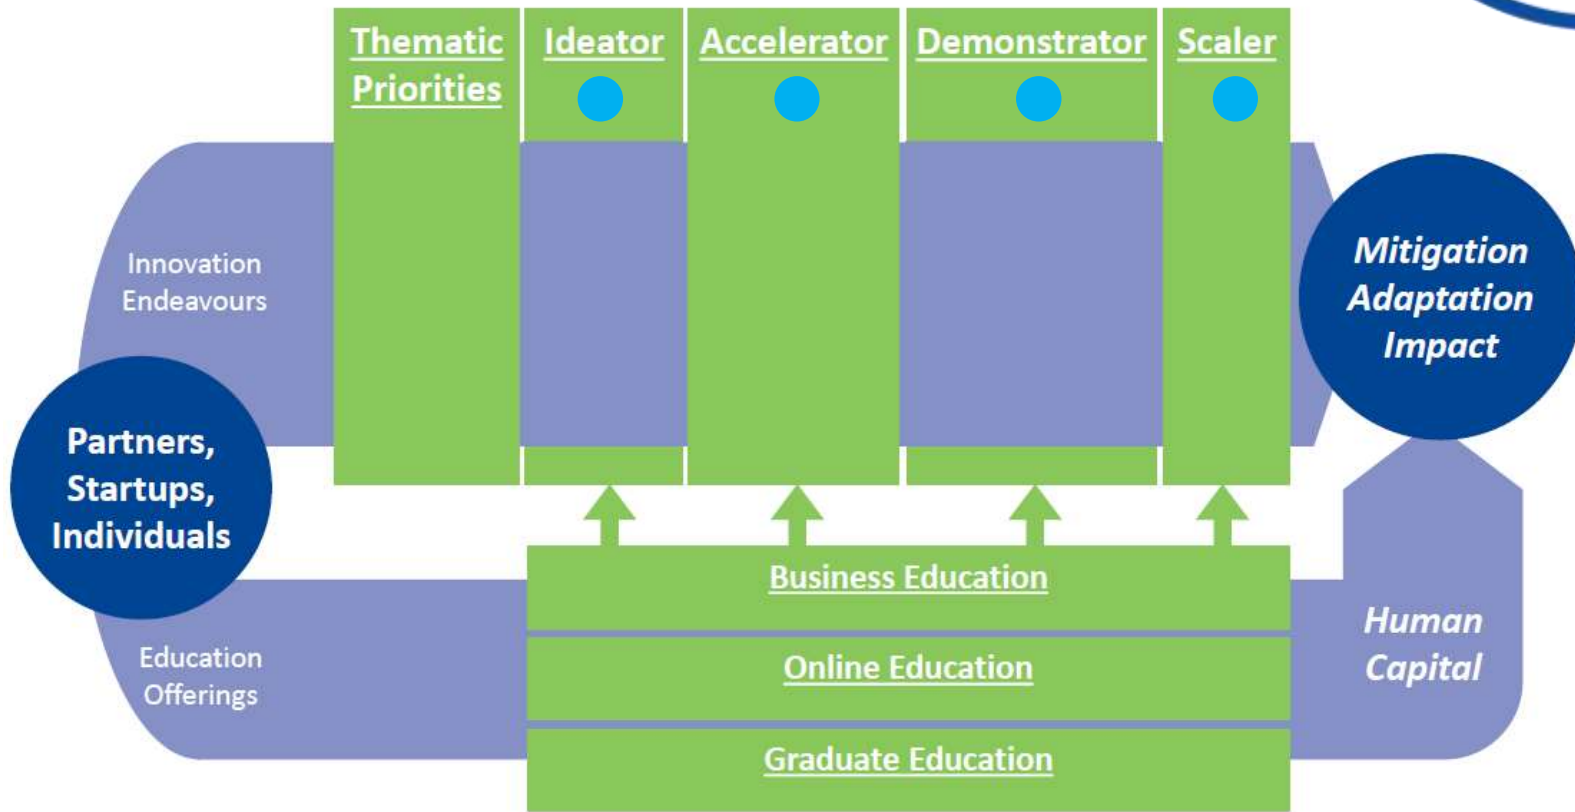 Thematic
Priorities
Ideator
Accelerator
Demonstrator
Scaler
Innovation
Endeavours
Mitigation
Adaptation
Impact
Partners,
Startups,
Individuals
Business Education
Online Education
Graduate Education
Education
Offerings
Human
Capital